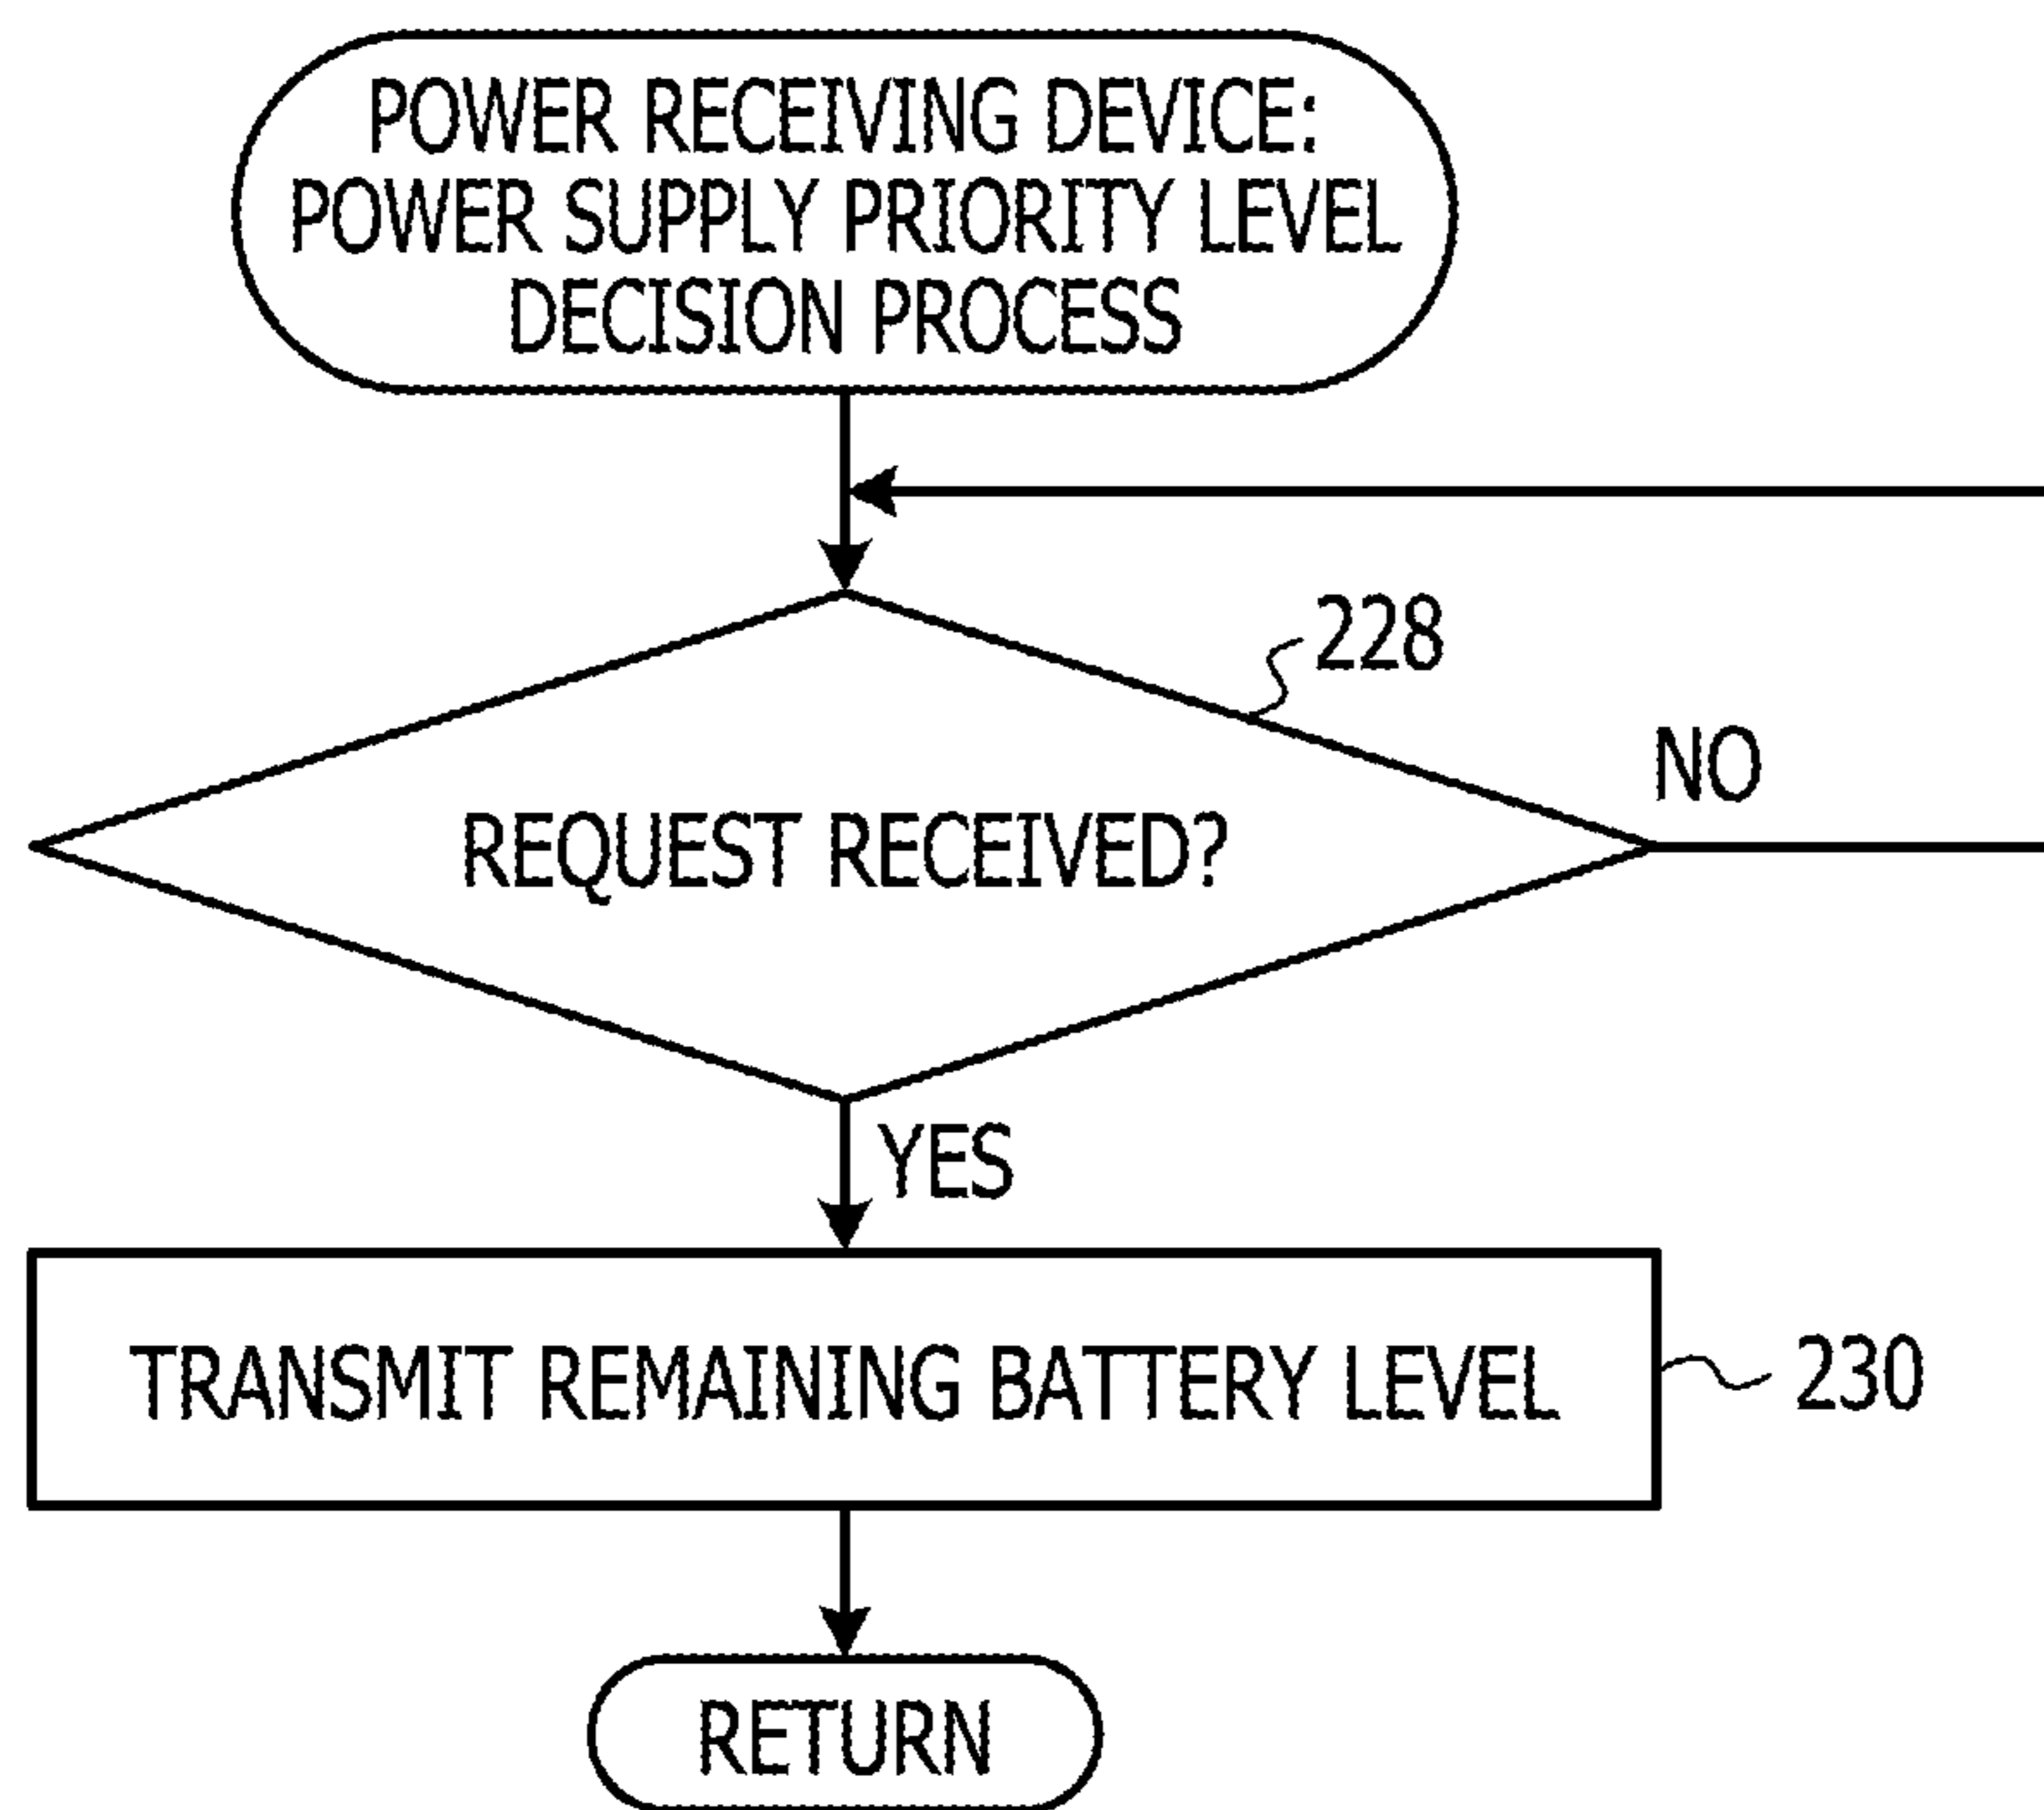 POWER RECEIVING DEVICE:
POWER SUPPLY PRIORITY LEVEL
DECISION PROCESS
228
NO
REQUEST RECEIVED?
YES
TRANSMIT REMAINING BATTERY LEVEL
230
RETURN